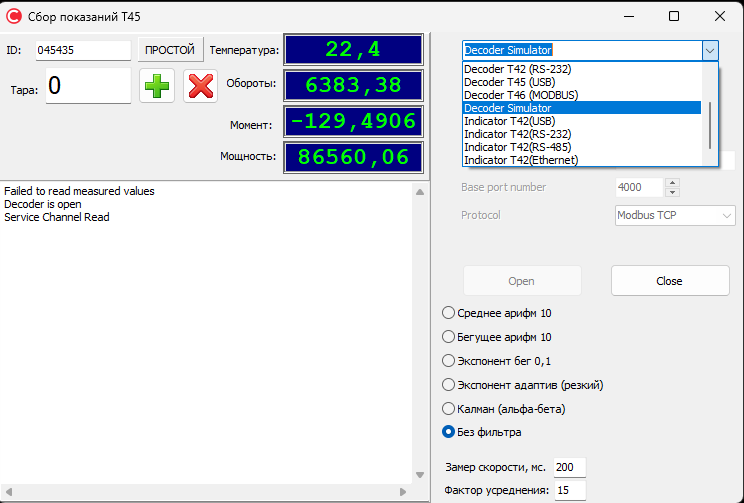 Сбор показаний T45
ID: 045435 ПРОСТОЙ Температура: 22,4
Тара: 0 Обороты: 6383,38
Момент: -129,4906
Мощность: 86560,06
Failed to read measured values
Decoder is open
Service Channel Read
Decoder Simulator
Decoder T42 (RS-232)
Decoder T45 (USB)
Decoder T46 (MODBUS)
Decoder Simulator
Indicator T42(USB)
Indicator T42(RS-232)
Indicator T42(RS-485)
Indicator T42(Ethernet)
Base port number 4000
Protocol Modbus TCP
Open Close
Среднее арифм 10
Бегущее арифм 10
Экспонент бег 0,1
Экспонент адаптив (резкий)
Калман (альфа-бета)
Без фильтра
Замер скорости, мс. 200
Фактор усреднения: 15